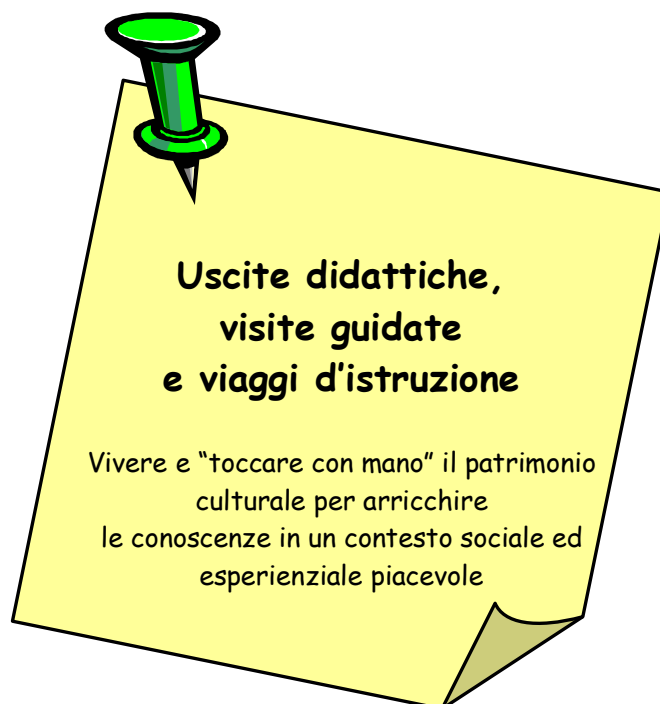 Uscite didattiche,
visite guidate
e viaggi d'istruzione
Vivere e “toccare con mano” il patrimonio
culturale per arricchire
le conoscenze in un contesto sociale ed
esperienziale piacevole